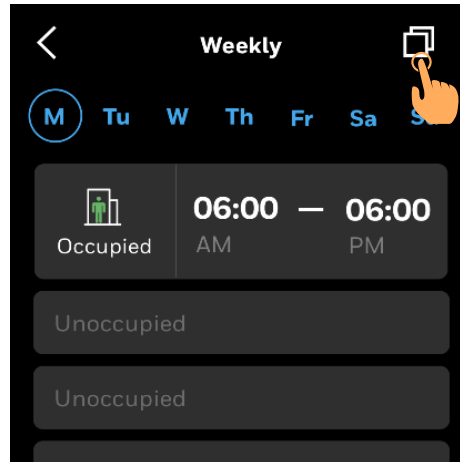 Weekly
M Tu W Th Fr Sa
06:00 — 06:00
Occupied AM PM
Unoccupied
Unoccupied